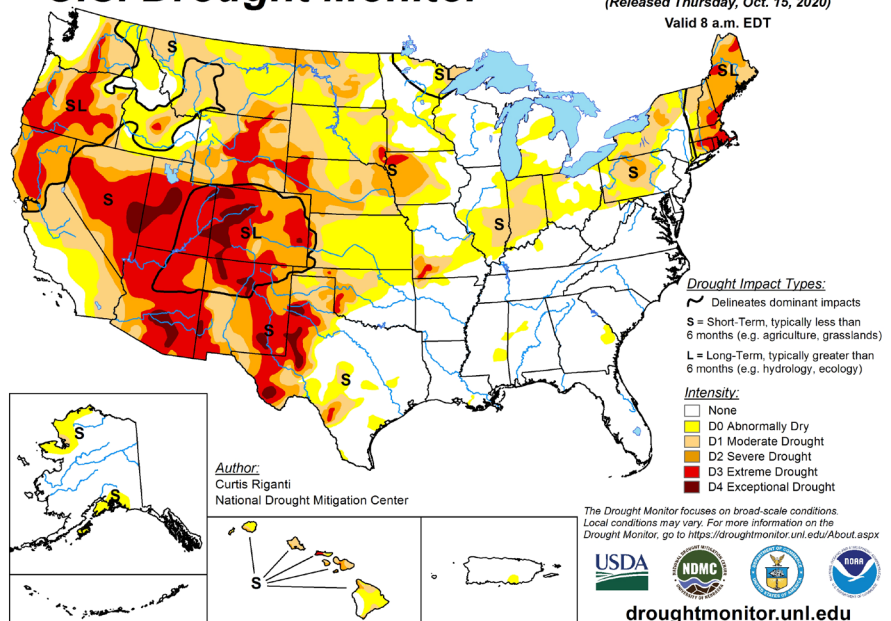 U.S. Drought Monitor
(Released Thursday, Oct. 15, 2020)
Valid 8 a.m. EDT
S
SL
SL
SL
S
S
S
S
SL
S
S
Drought Impact Types:
Delineates dominant impacts
S = Short-Term, typically less than
6 months (e.g. agriculture, grasslands)
L = Long-Term, typically greater than
6 months (e.g. hydrology, ecology)
Intensity:
None
D0 Abnormally Dry
D1 Moderate Drought
D2 Severe Drought
D3 Extreme Drought
D4 Exceptional Drought
S
S
Author:
Curtis Riganti
National Drought Mitigation Center
S
The Drought Monitor focuses on broad-scale conditions.
Local conditions may vary. For more information on the
Drought Monitor, go to https://droughtmonitor.unl.edu/About.aspx
USDA
NDMC
NOAA
droughtmonitor.unl.edu